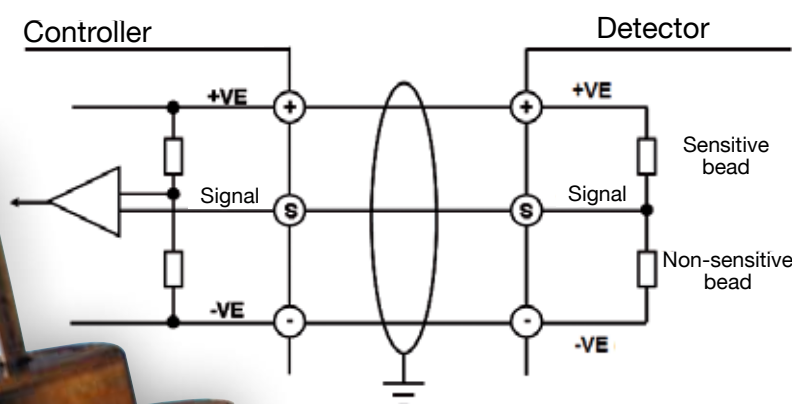 Controller
Detector
+VE
+
+
+VE
Sensitive
bead
Signal
S
S
Signal
Non-sensitive
bead
-VE
-
-
-VE